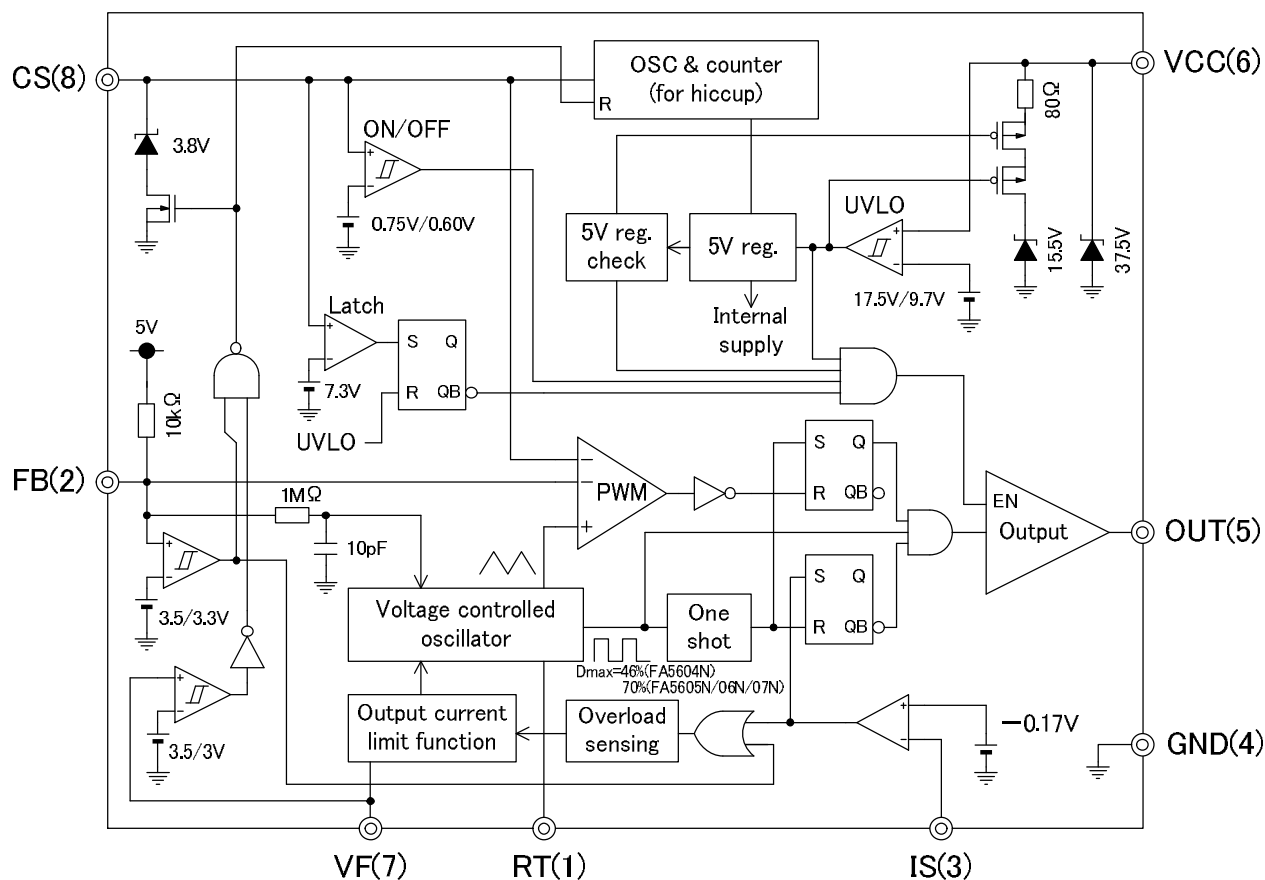 CS(8)
OSC & counter
(for hiccup)
R
VCC(6)
80Ω
3.8V
ON/OFF
+
−
0.75V/0.60V
5V reg.
check
5V reg.
UVLO
+
−
17.5V/9.7V
15.5V
37.5V
Internal
supply
Latch
+
−
7.3V
S Q
R QB
UVLO
5V
10kΩ
FB(2)
1MΩ
10pF
−
−
+
PWM
S Q
R QB
EN
Output
OUT(5)
+
−
3.5/3.3V
Voltage controlled
oscillator
One
shot
S Q
R QB
Dmax=46%(FA5604N)
70%(FA5605N/06N/07N)
+
−
3.5/3V
Output current
limit function
Overload
sensing
+
−
−0.17V
GND(4)
VF(7)
RT(1)
IS(3)